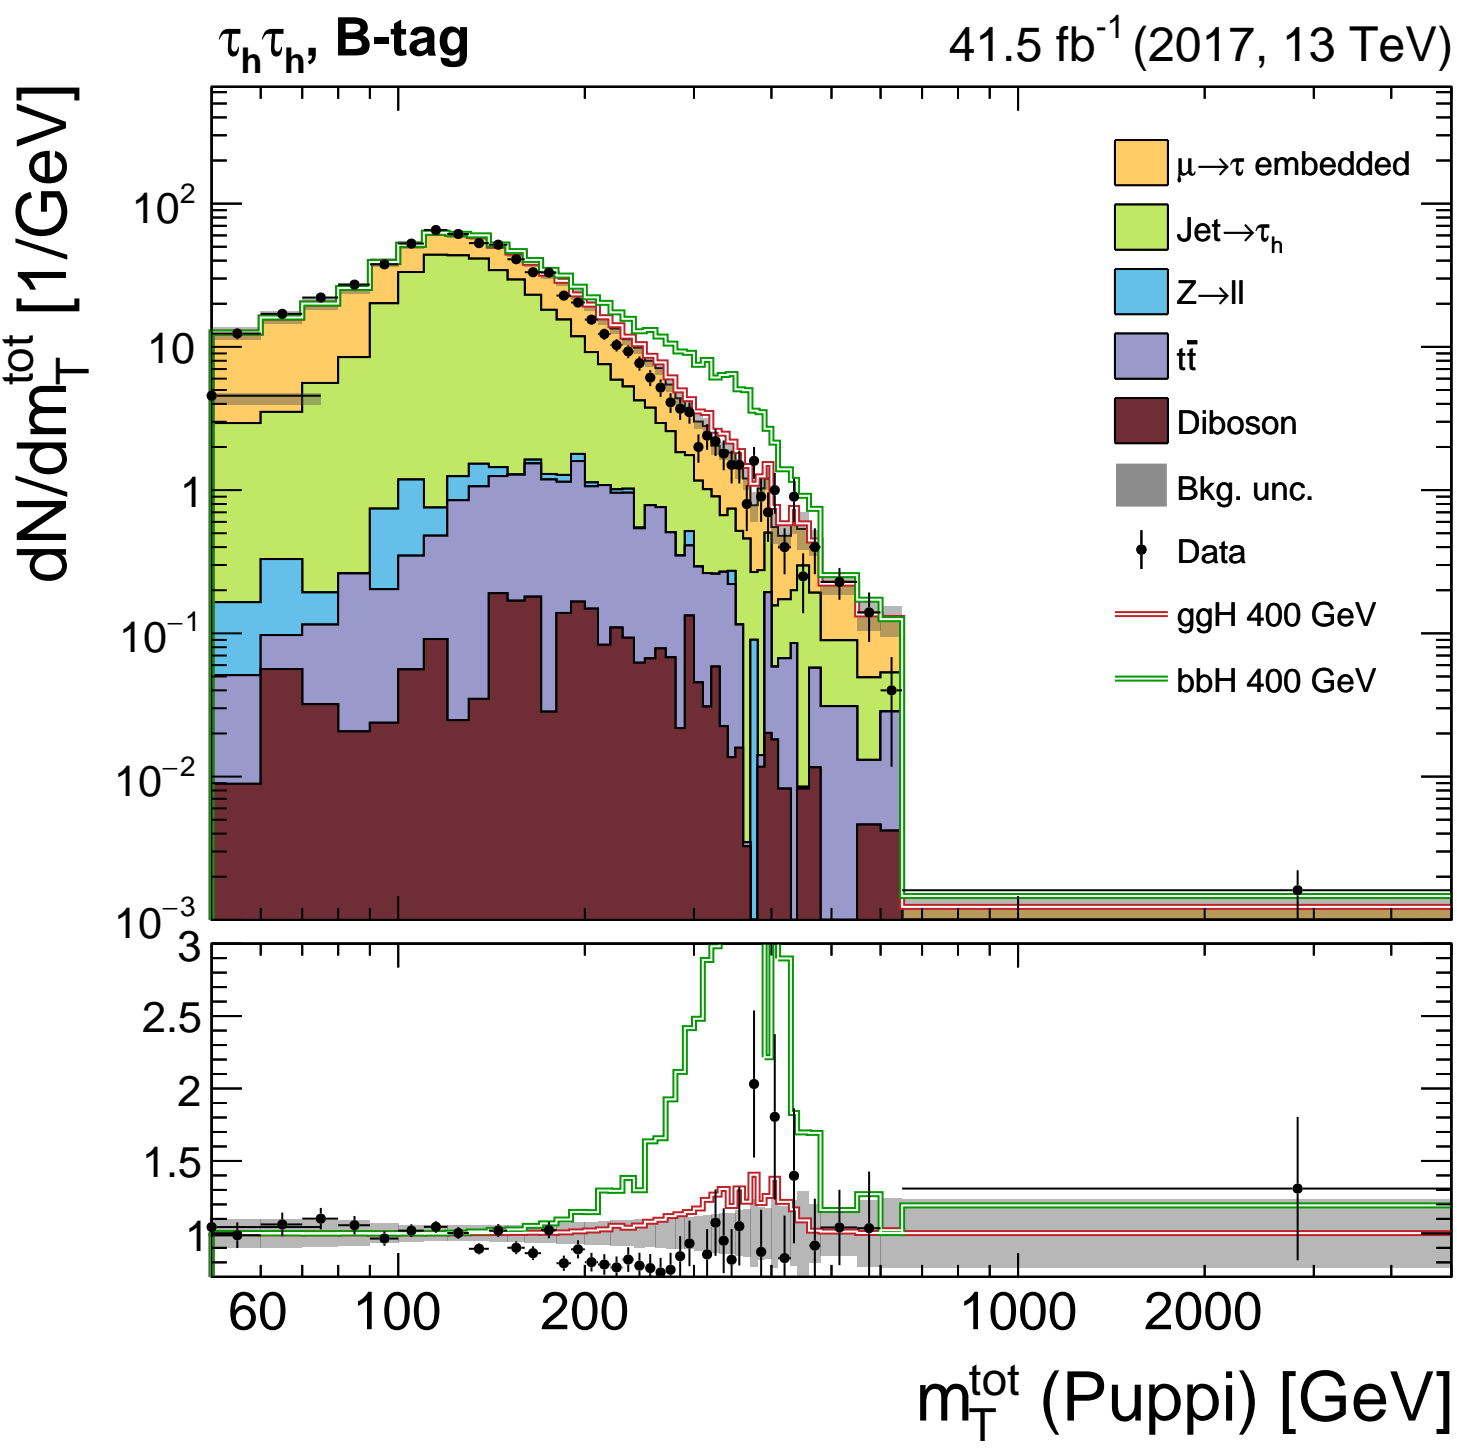 τhτh, B-tag
41.5 fb-1 (2017, 13 TeV)
dN/dmTtot [1/GeV]
10²
10
1
10−1
10−2
10−3
μ→τ embedded
Jet→τh
Z→ll
tt̄
Diboson
Bkg. unc.
Data
ggH 400 GeV
bbH 400 GeV
3
2.5
2
1.5
1
60 100 200 1000 2000
mTtot (Puppi) [GeV]